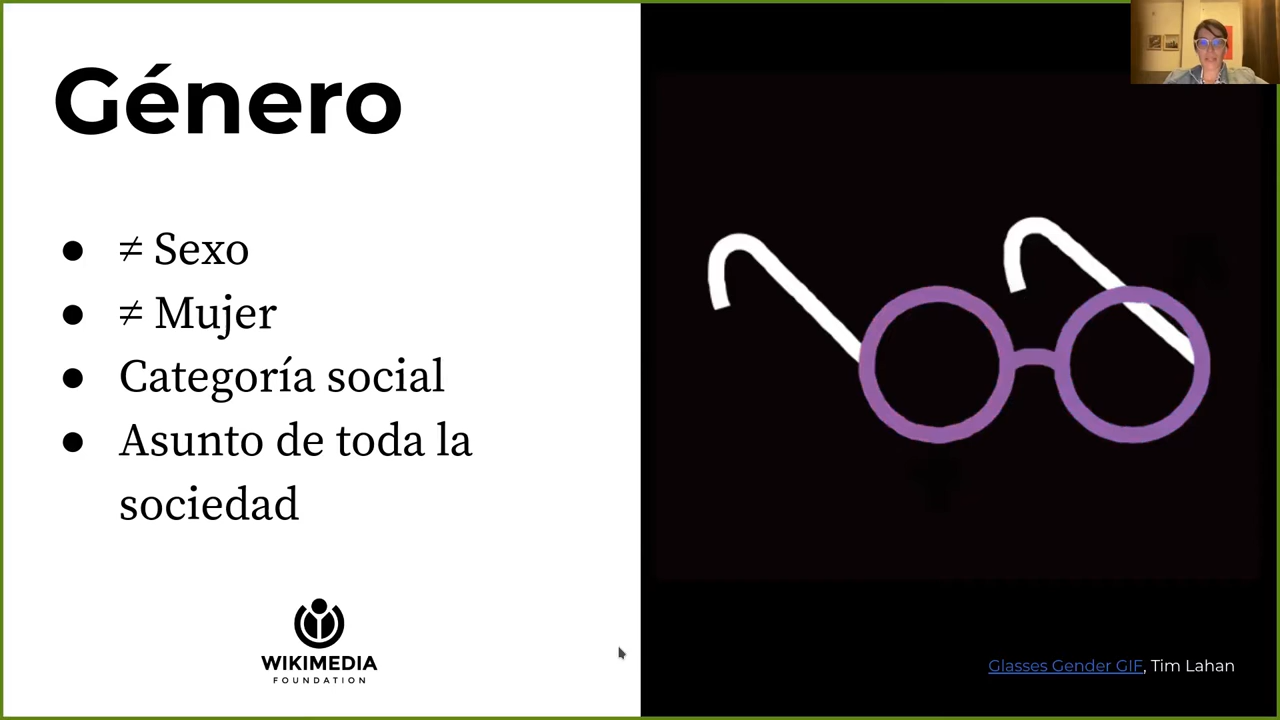 Género
● ≠ Sexo
● ≠ Mujer
● Categoría social
● Asunto de toda la
sociedad
WIKIMEDIA
FOUNDATION
Glasses Gender GIF, Tim Lahan